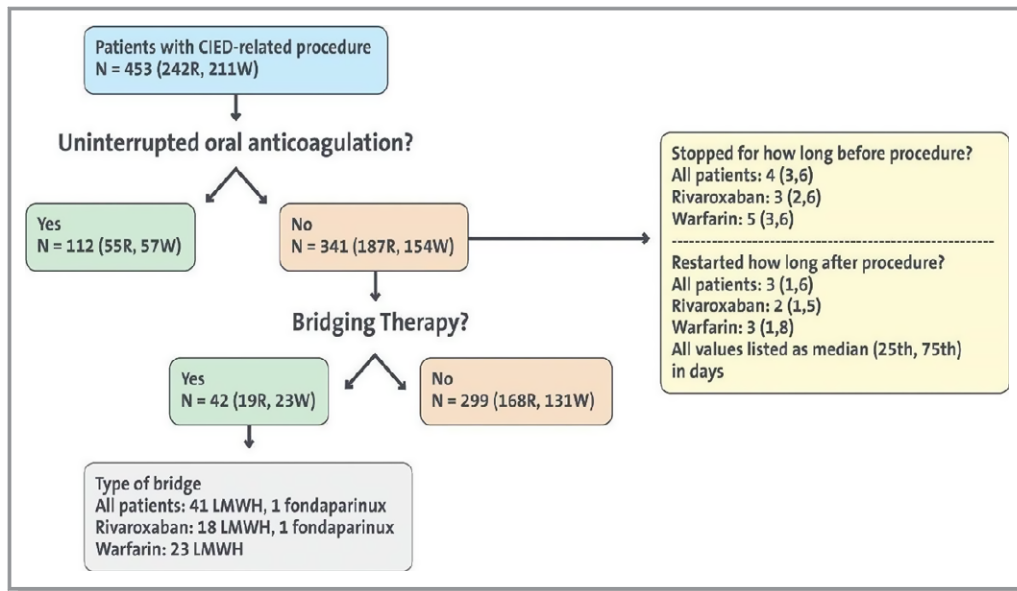 Patients with CIED-related procedure
N = 453 (242R, 211W)
Uninterrupted oral anticoagulation?
Yes
N = 112 (55R, 57W)
No
N = 341 (187R, 154W)
Stopped for how long before procedure?
All patients: 4 (3,6)
Rivaroxaban: 3 (2,6)
Warfarin: 5 (3,6)
Restarted how long after procedure?
All patients: 3 (1,6)
Rivaroxaban: 2 (1,5)
Warfarin: 3 (1,8)
All values listed as median (25th, 75th)
in days
Bridging Therapy?
Yes
N = 42 (19R, 23W)
No
N = 299 (168R, 131W)
Type of bridge
All patients: 41 LMWH, 1 fondaparinux
Rivaroxaban: 18 LMWH, 1 fondaparinux
Warfarin: 23 LMWH